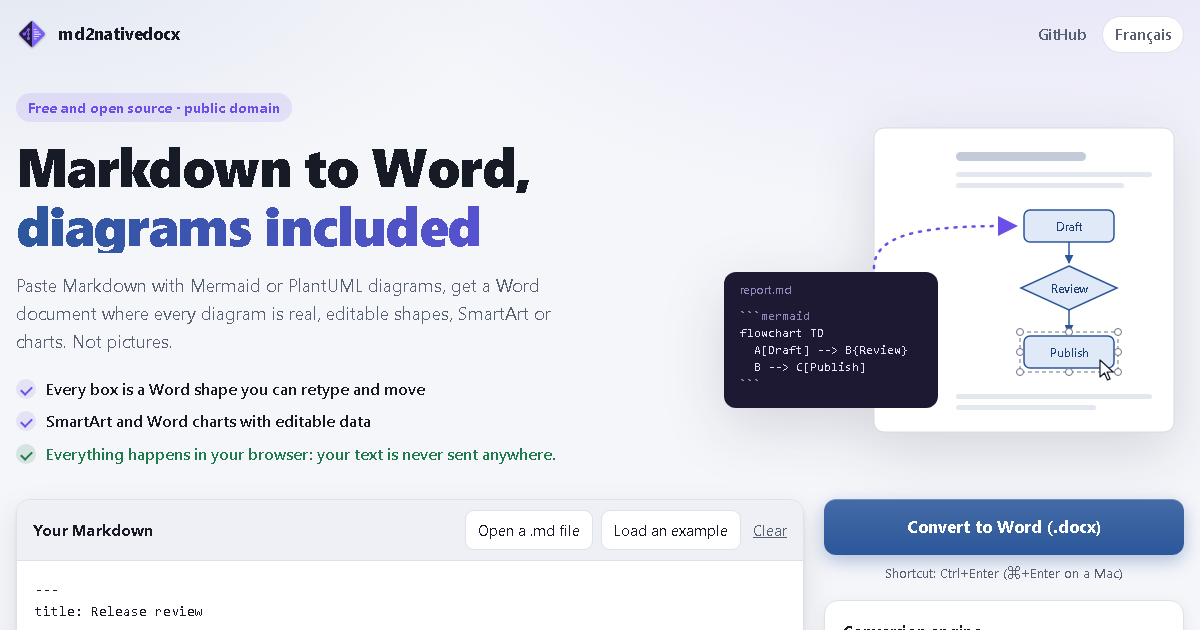 md2nativedocx
GitHub
Français
Free and open source · public domain
Markdown to Word,
diagrams included
Paste Markdown with Mermaid or PlantUML diagrams, get a Word
document where every diagram is real, editable shapes, SmartArt or
charts. Not pictures.
Every box is a Word shape you can retype and move
SmartArt and Word charts with editable data
Everything happens in your browser: your text is never sent anywhere.
report.md
```mermaid
flowchart TD
A[Draft] --> B{Review}
B --> C[Publish]
```
Draft
Review
Publish
Your Markdown
Open a .md file
Load an example
Clear
---
title: Release review
Convert to Word (.docx)
Shortcut: Ctrl+Enter (⌘+Enter on a Mac)
Conversion engine